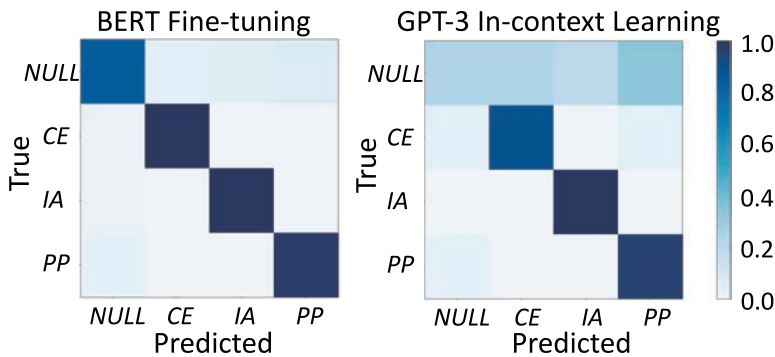 BERT Fine-tuning
GPT-3 In-context Learning
True
NULL
CE
IA
PP
NULL CE IA PP
Predicted
True
NULL
CE
IA
PP
NULL CE IA PP
Predicted
1.0
0.8
0.6
0.4
0.2
0.0